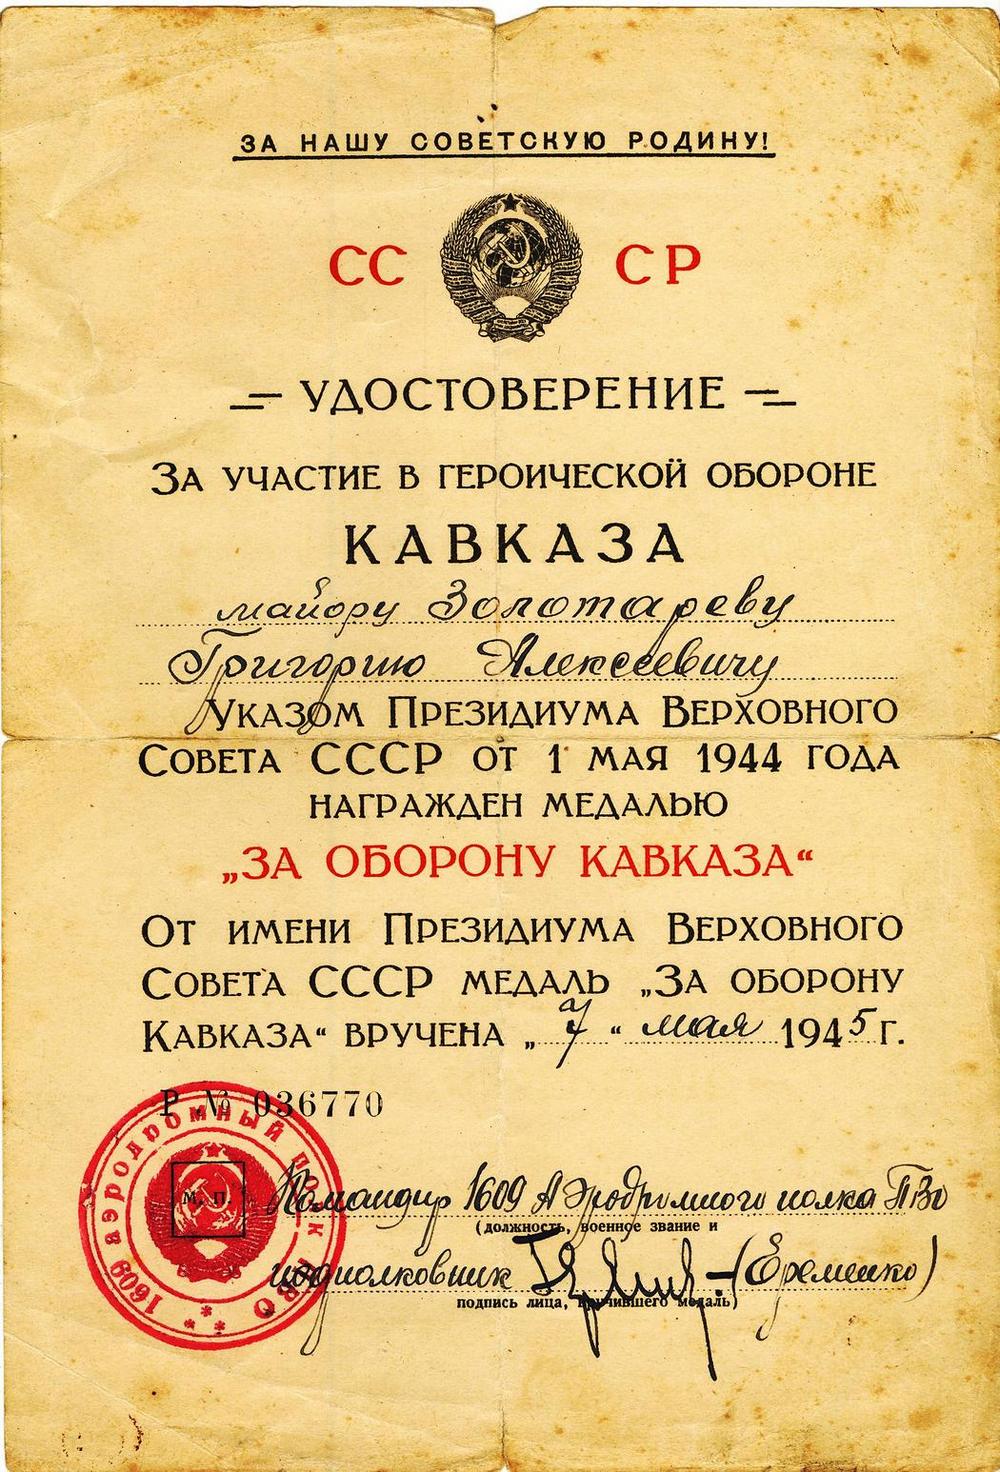 ЗА НАШУ СОВЕТСКУЮ РОДИНУ!
СС СР
УДОСТОВЕРЕНИЕ
За участие в героической обороне
КАВКАЗА
майору Золотареву
Григорию Алексеевичу
Указом Президиума Верховного
Совета СССР от 1 мая 1944 года
награжден медалью
„ЗА ОБОРОНУ КАВКАЗА“
От имени Президиума Верховного
Совета СССР медаль „За оборону
Кавказа“ вручена „7“ мая 1945 г.
Р № 036770
1609 аэродромный полк ПВО
М. П.
Командир 1609 Аэродромного полка ПВО
(должность, военное звание и
подполковник (Еременко)
подпись лица, вручившего медаль)